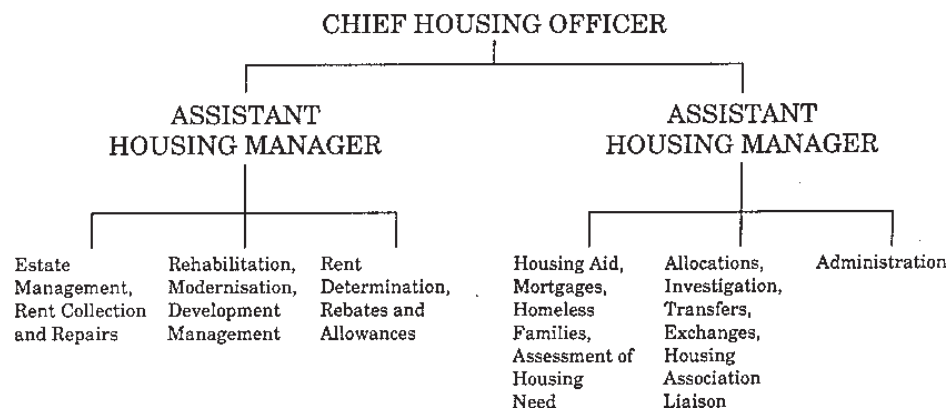 CHIEF HOUSING OFFICER
ASSISTANT
HOUSING MANAGER
ASSISTANT
HOUSING MANAGER
Estate
Management,
Rent Collection
and Repairs
Rehabilitation,
Modernisation,
Development
Management
Rent
Determination,
Rebates and
Allowances
Housing Aid,
Mortgages,
Homeless
Families,
Assessment of
Housing
Need
Allocations,
Investigation,
Transfers,
Exchanges,
Housing
Association
Liaison
Administration